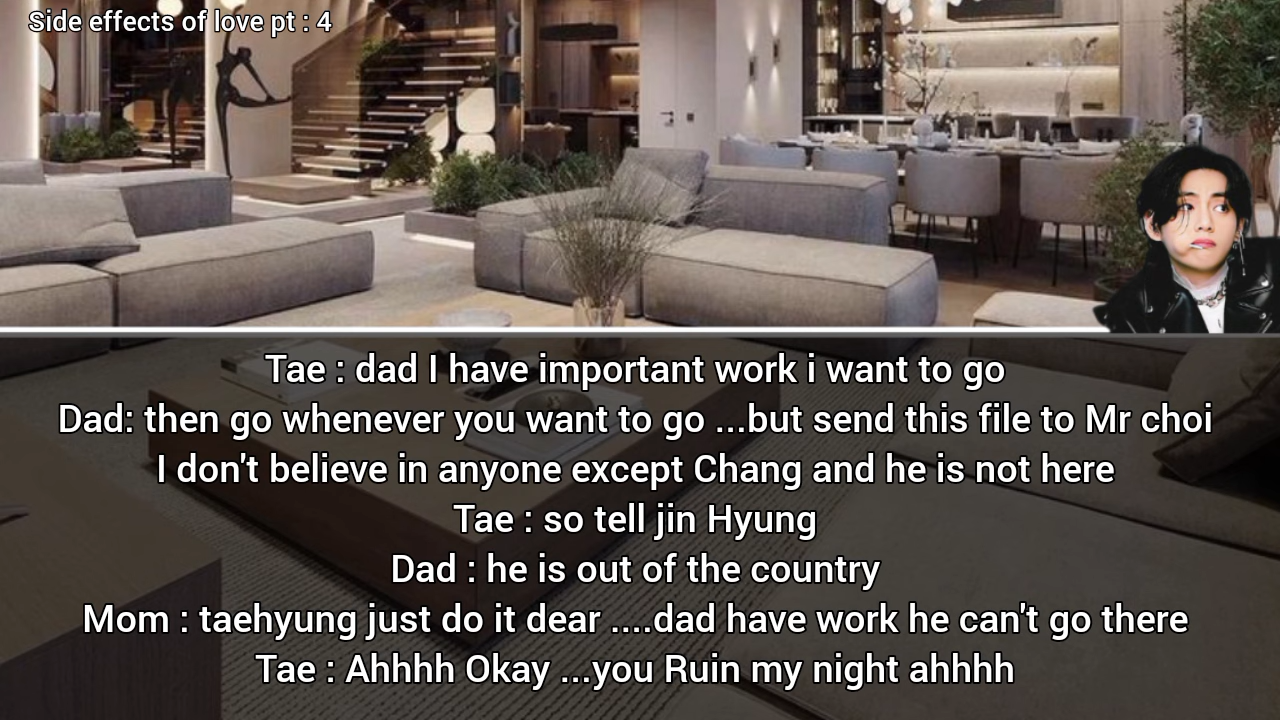 Side effects of love pt : 4
Tae : dad I have important work i want to go
Dad: then go whenever you want to go ...but send this file to Mr choi
I don't believe in anyone except Chang and he is not here
Tae : so tell jin Hyung
Dad : he is out of the country
Mom : taehyung just do it dear ....dad have work he can't go there
Tae : Ahhhh Okay ...you Ruin my night ahhhh